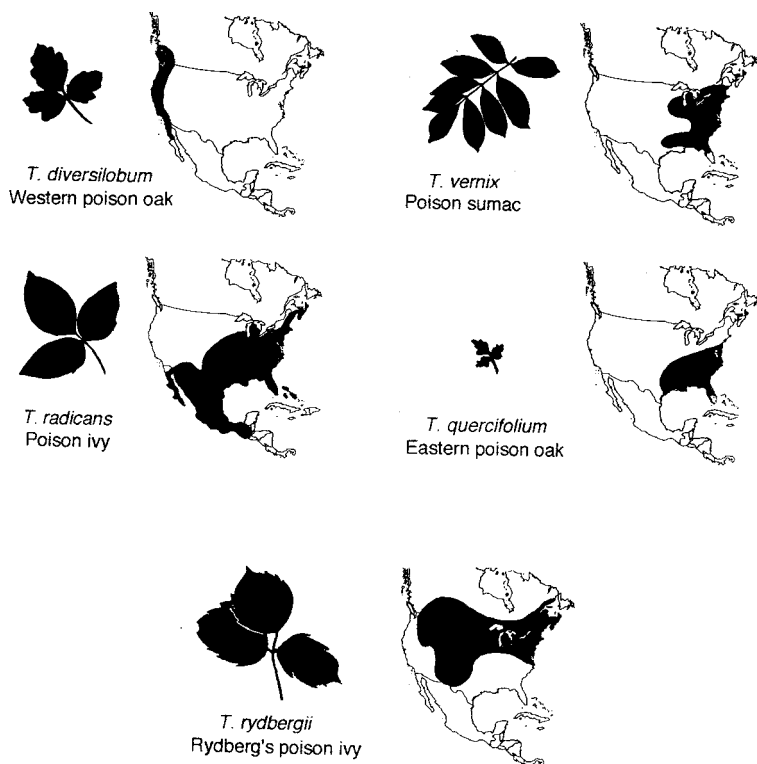 T. diversilobum
Western poison oak
T. vernix
Poison sumac
T. radicans
Poison ivy
T. quercifolium
Eastern poison oak
T. rydbergii
Rydberg's poison ivy